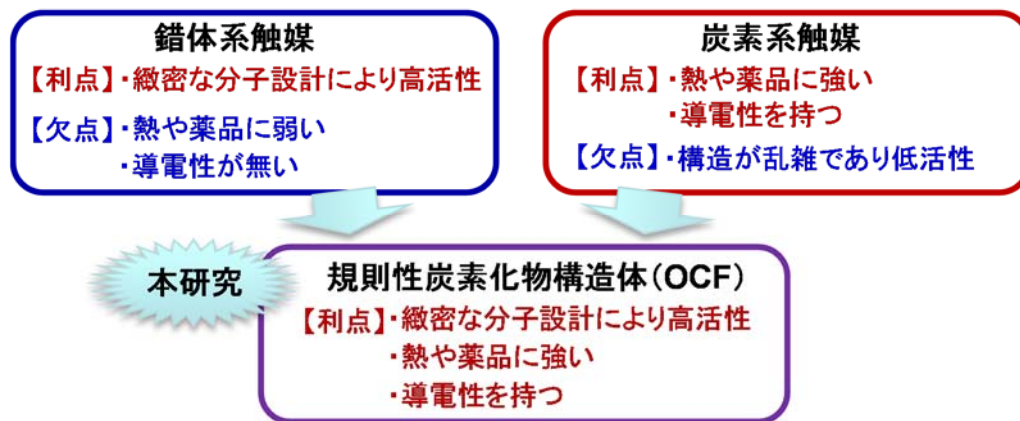 錯体系触媒
【利点】・緻密な分子設計により高活性
【欠点】・熱や薬品に弱い
・導電性が無い
炭素系触媒
【利点】・熱や薬品に強い
・導電性を持つ
【欠点】・構造が乱雑であり低活性
本研究
規則性炭素化物構造体(OCF)
【利点】・緻密な分子設計により高活性
・熱や薬品に強い
・導電性を持つ